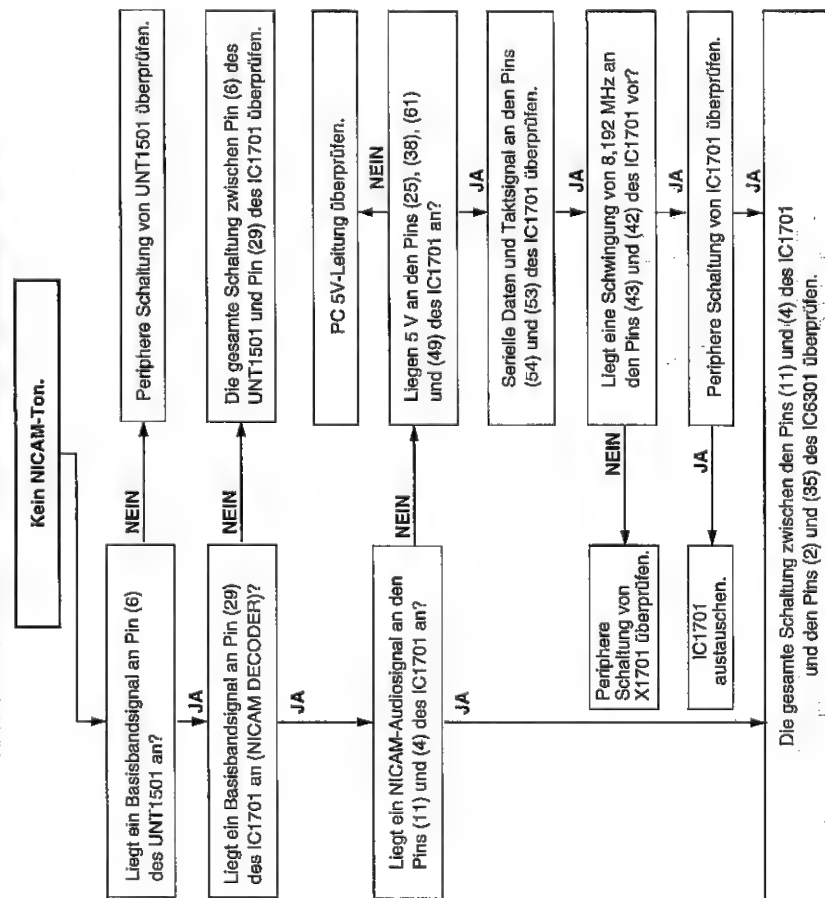 Kein NICAM-Ton.
Liegt ein Basisbandsignal an Pin (6)
des UNT1501 an?
NEIN
Periphere Schaltung von UNT1501 überprüfen.
JA
Liegt ein Basisbandsignal an Pin (29)
des IC1701 an (NICAM DECODER)?
NEIN
Die gesamte Schaltung zwischen Pin (6) des
UNT1501 und Pin (29) des IC1701 überprüfen.
JA
Liegt ein NICAM-Audiosignal an den
Pins (11) und (4) des IC1701 an?
NEIN
Liegen 5 V an den Pins (25), (38), (61)
und (49) des IC1701 an?
NEIN
PC 5V-Leitung überprüfen.
JA
Serielle Daten und Taktsignal an den Pins
(54) und (53) des IC1701 überprüfen.
JA
Liegt eine Schwingung von 8,192 MHz an
den Pins (43) und (42) des IC1701 vor?
NEIN
Periphere
Schaltung von
X1701 überprüfen.
JA
Periphere Schaltung von IC1701 überprüfen.
JA
IC1701
austauschen.
JA
JA
Die gesamte Schaltung zwischen den Pins (11) und (4) des IC1701
und den Pins (2) und (35) des IC6301 überprüfen.